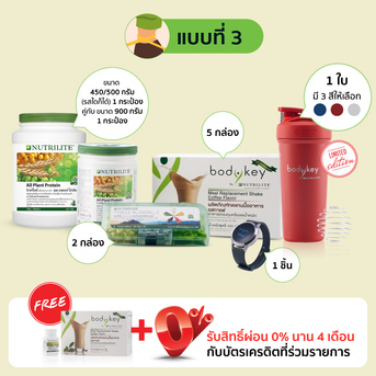 แบบที่ 3
ขนาด
450/500 กรัม
(รสใดก็ได้) 1 กระป๋อง
คู่กับ ขนาด 900 กรัม
1 กระป๋อง
1 ใบ
มี 3 สีให้เลือก
5 กล่อง
LIMITED
edition
NUTRILITE
All Plant Protein
NUTRILITE
All Plant Protein
bodykey
BY NUTRILITE
Meal Replacement Shake
Coffee Flavor
bodykey
2 กล่อง
1 ชิ้น
FREE
bodykey
+0%
รับสิทธิ์ผ่อน 0% นาน 4 เดือน
กับบัตรเครดิตที่ร่วมรายการ